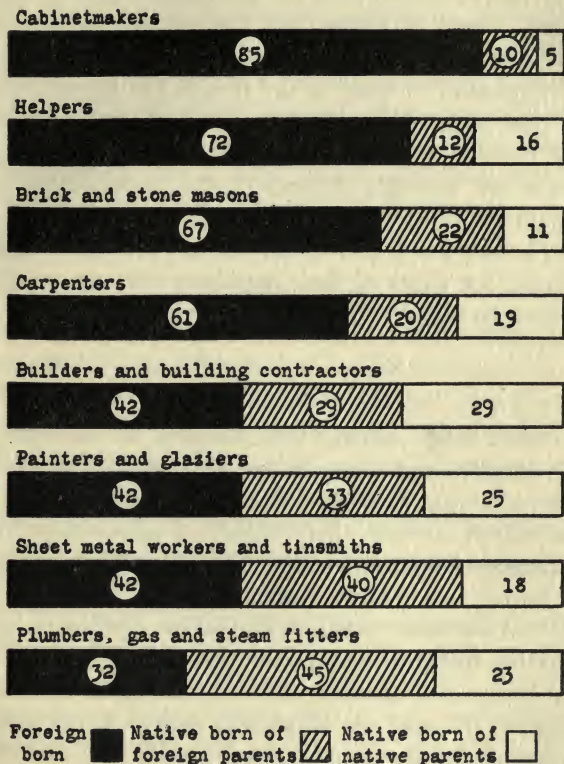 Cabinetmakers
85 10 5
Helpers
72 12 16
Brick and stone masons
67 22 11
Carpenters
61 20 19
Builders and building contractors
42 29 29
Painters and glaziers
42 33 25
Sheet metal workers and tinsmiths
42 40 18
Plumbers, gas and steam fitters
32 45 23
Foreign Native born of Native born of
born foreign parents native parents